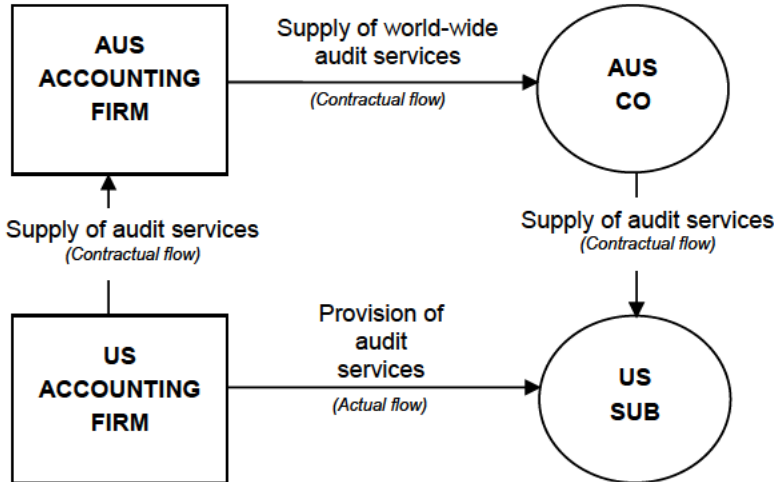 AUS
ACCOUNTING
FIRM
Supply of world-wide
audit services
(Contractual flow)
AUS
CO
Supply of audit services
(Contractual flow)
Supply of audit services
(Contractual flow)
US
ACCOUNTING
FIRM
Provision of
audit
services
(Actual flow)
US
SUB